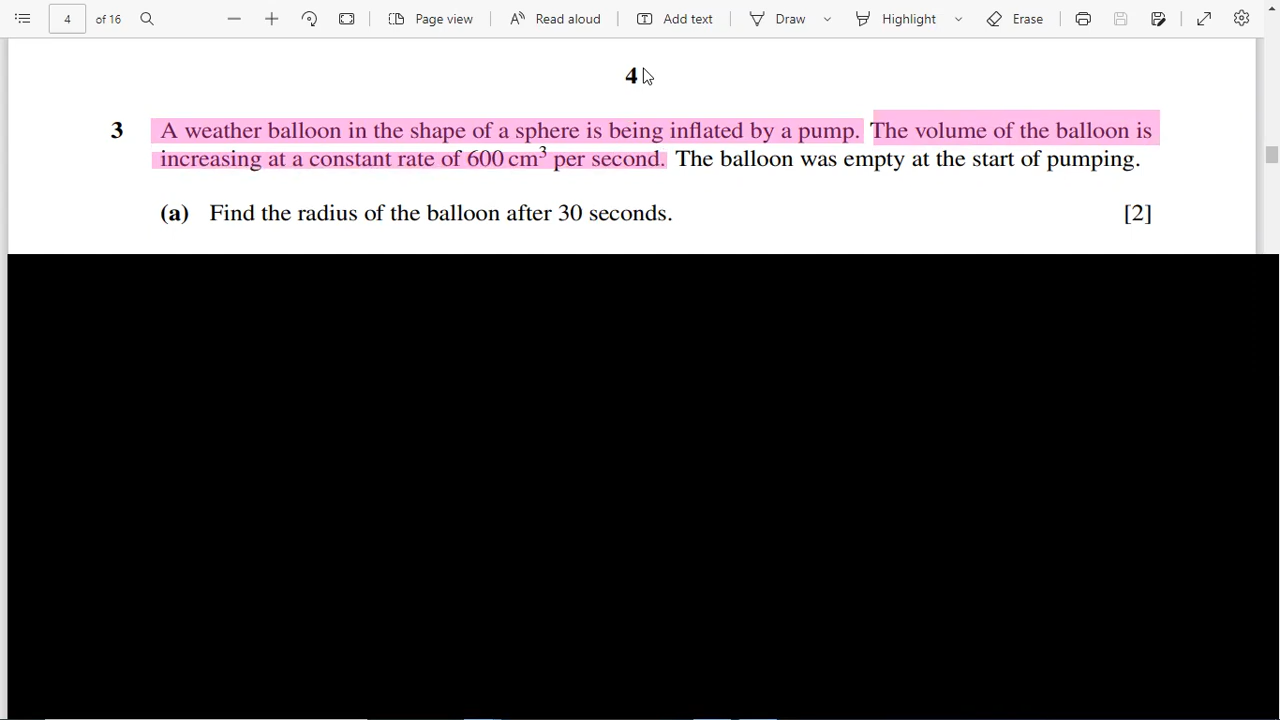 4 of 16 Page view Read aloud Add text Draw Highlight Erase
4
3 A weather balloon in the shape of a sphere is being inflated by a pump. The volume of the balloon is
increasing at a constant rate of 600 cm³ per second. The balloon was empty at the start of pumping.
(a) Find the radius of the balloon after 30 seconds. [2]